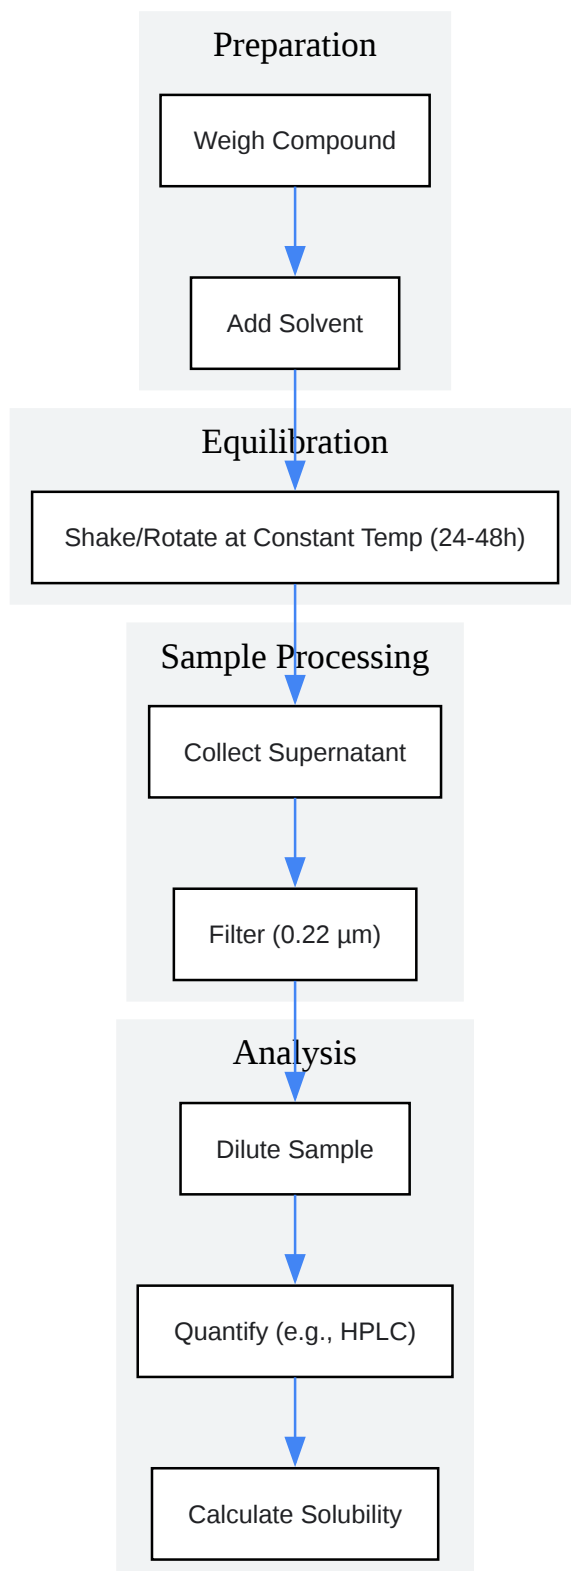 Preparation
Weigh Compound
Add Solvent
Equilibration
Shake/Rotate at Constant Temp (24-48h)
Sample Processing
Collect Supernatant
Filter (0.22 µm)
Analysis
Dilute Sample
Quantify (e.g., HPLC)
Calculate Solubility